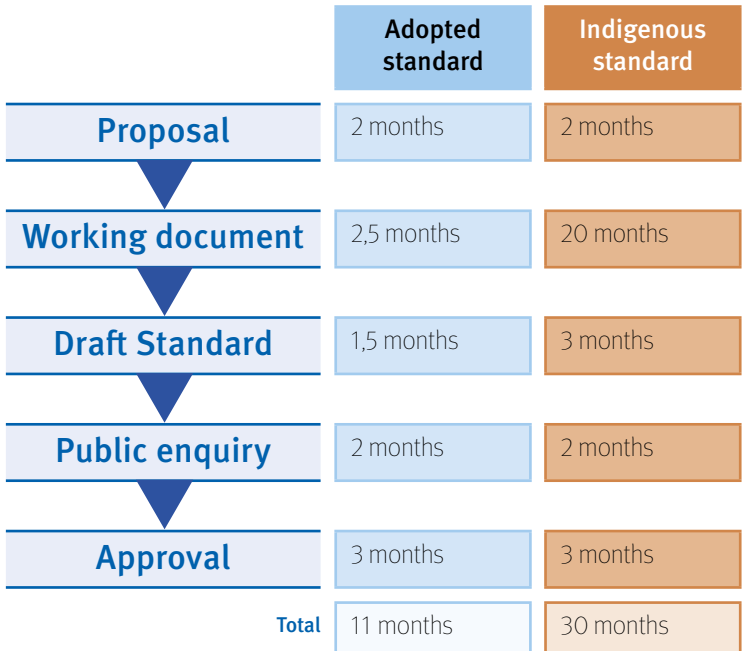 Adopted
standard
Indigenous
standard
Proposal
2 months
2 months
Working document
2,5 months
20 months
Draft Standard
1,5 months
3 months
Public enquiry
2 months
2 months
Approval
3 months
3 months
Total
11 months
30 months